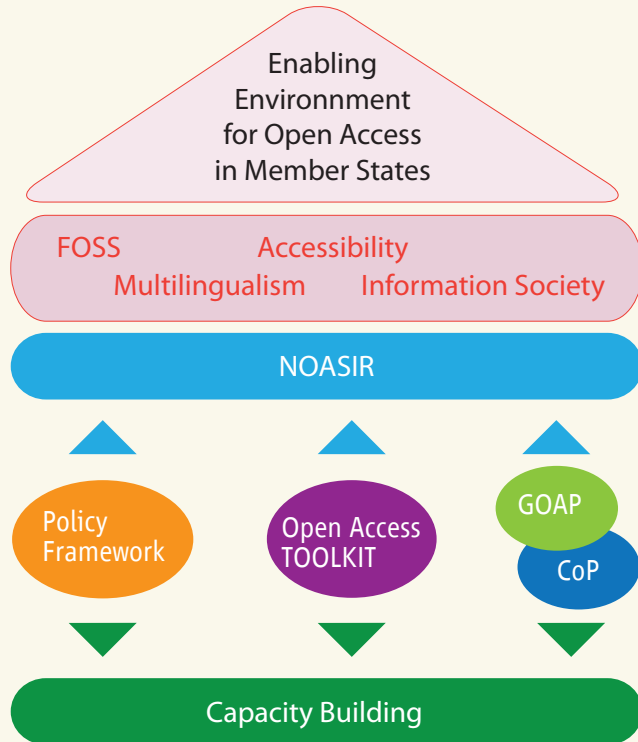 Enabling
Environnment
for Open Access
in Member States
FOSS Accessibility
Multilingualism Information Society
NOASIR
Policy
Framework
Open Access
TOOLKIT
GOAP
CoP
Capacity Building